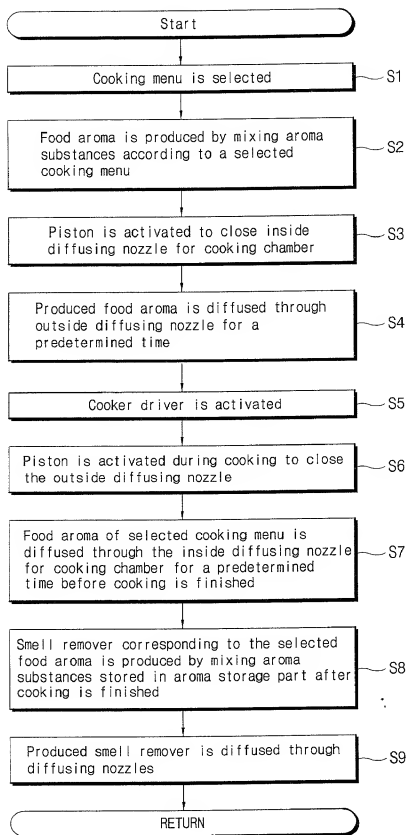 Start
Cooking menu is selected
S1
Food aroma is produced by mixing aroma
substances according to a selected
cooking menu
S2
Piston is activated to close inside
diffusing nozzle for cooking chamber
S3
Produced food aroma is diffused through
outside diffusing nozzle for a
predetermined time
S4
Cooker driver is activated
S5
Piston is activated during cooking to close
the outside diffusing nozzle
S6
Food aroma of selected cooking menu is
diffused through the inside diffusing nozzle
for cooking chamber for a predetermined
time before cooking is finished
S7
Smell remover corresponding to the selected
food aroma is produced by mixing aroma
substances stored in aroma storage part after
cooking is finished
S8
Produced smell remover is diffused through
diffusing nozzles
S9
RETURN